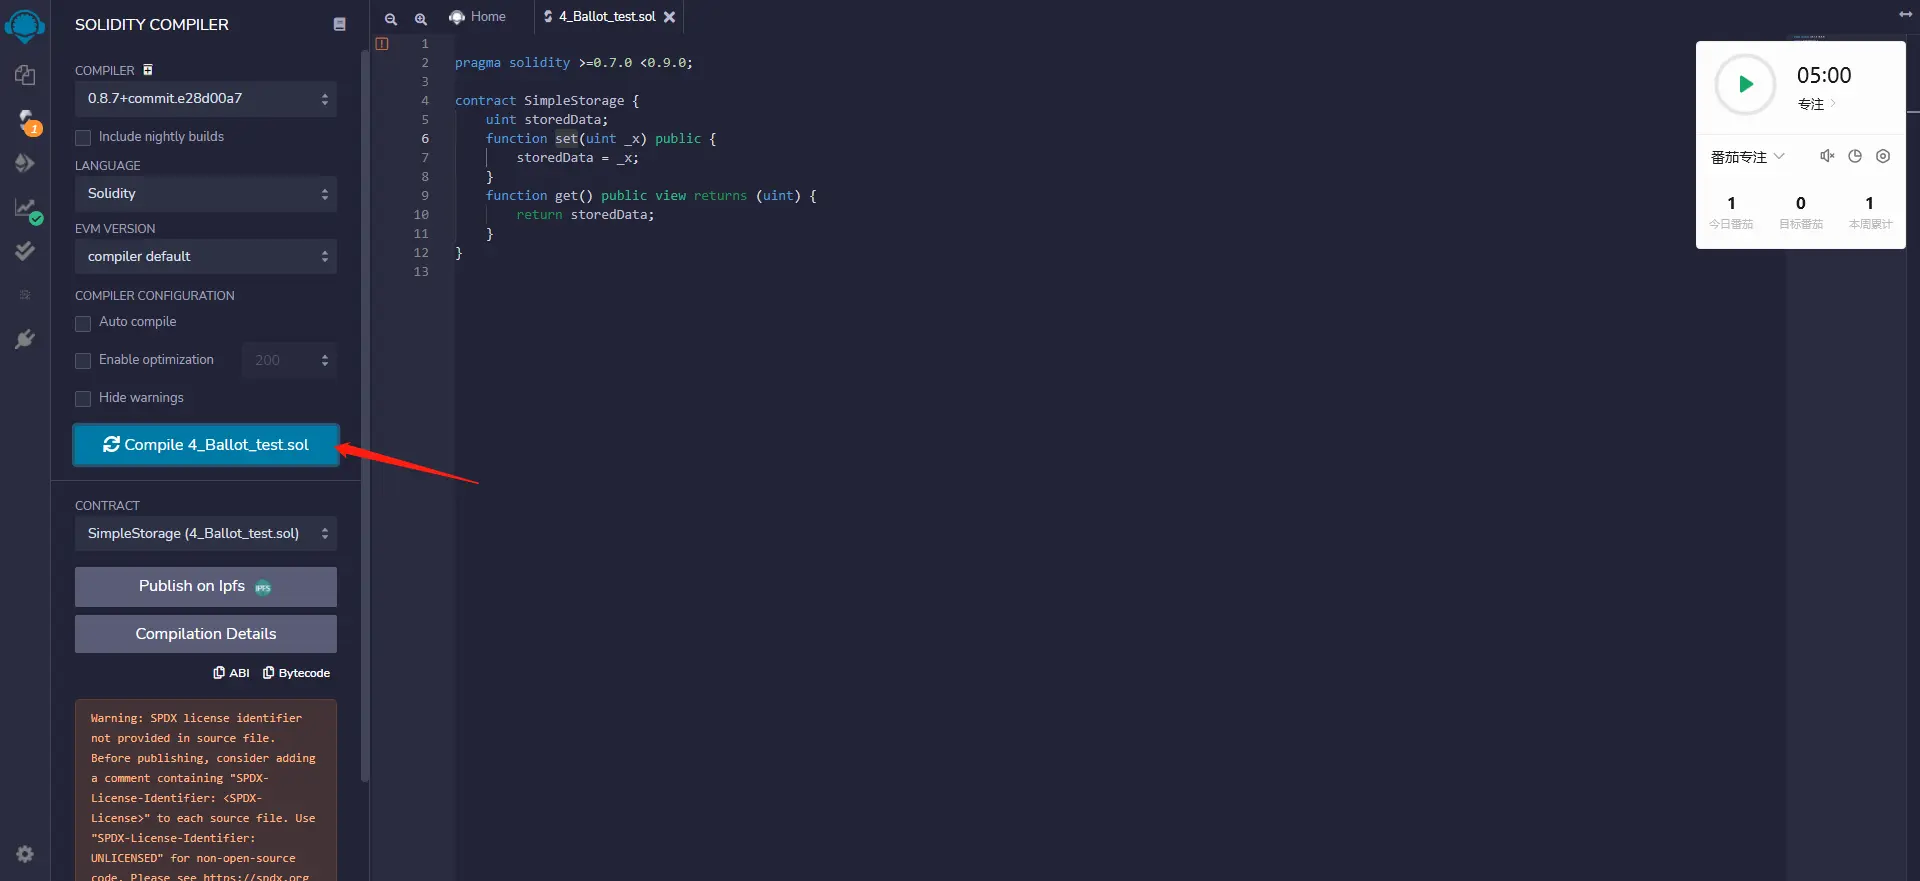 SOLIDITY COMPILER
COMPILER
0.8.7+commit.e28d00a7
Include nightly builds
LANGUAGE
Solidity
EVM VERSION
compiler default
COMPILER CONFIGURATION
Auto compile
Enable optimization
200
Hide warnings
Compile 4_Ballot_test.sol
CONTRACT
SimpleStorage (4_Ballot_test.sol)
Publish on Ipfs
IPFS
Compilation Details
ABI
Bytecode
Warning: SPDX license identifier
not provided in source file.
Before publishing, consider adding
a comment containing "SPDX-
License-Identifier: <SPDX-
License>" to each source file. Use
"SPDX-License-Identifier:
UNLICENSED" for non-open-source
code. Please see https://spdx.org
1
Home
4_Ballot_test.sol
1
2 pragma solidity >=0.7.0 <0.9.0;
3
4 contract SimpleStorage {
5 uint storedData;
6 function set(uint _x) public {
7 storedData = _x;
8 }
9 function get() public view returns (uint) {
10 return storedData;
11 }
12 }
13
05:00
专注
番茄专注
1 0 1
今日番茄 目标番茄 本周累计